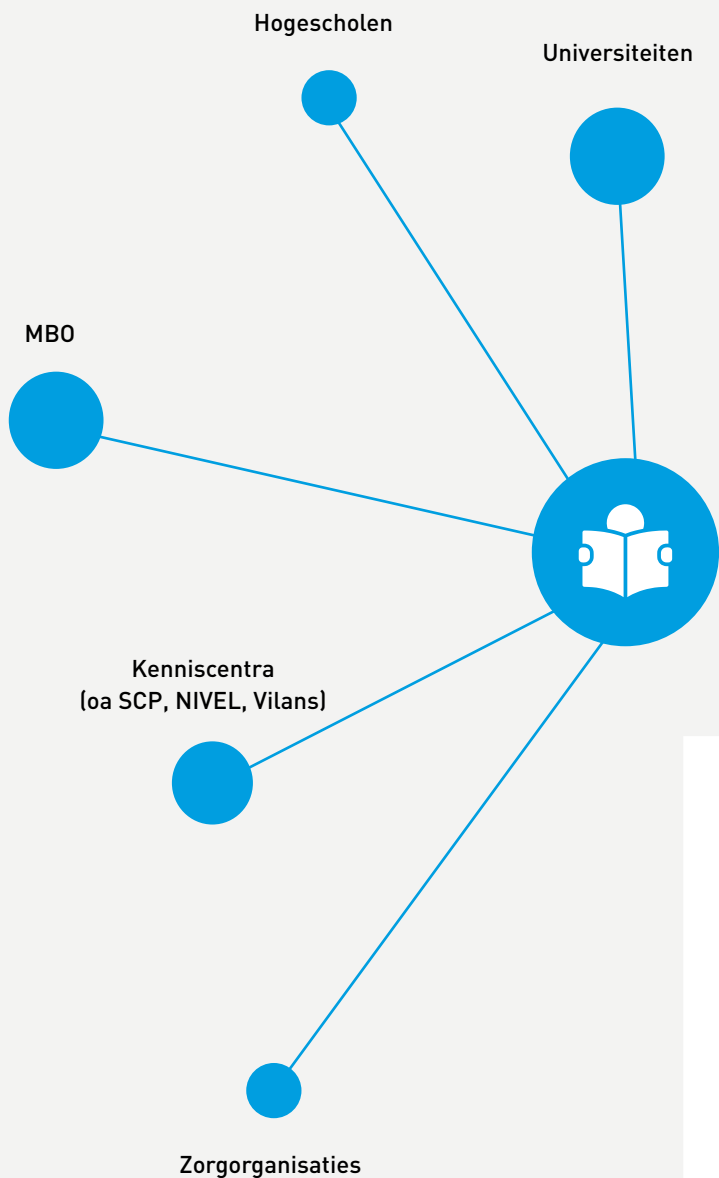 Hogescholen
Universiteiten
MBO
Kenniscentra
(oa SCP, NIVEL, Vilans)
Zorgorganisaties